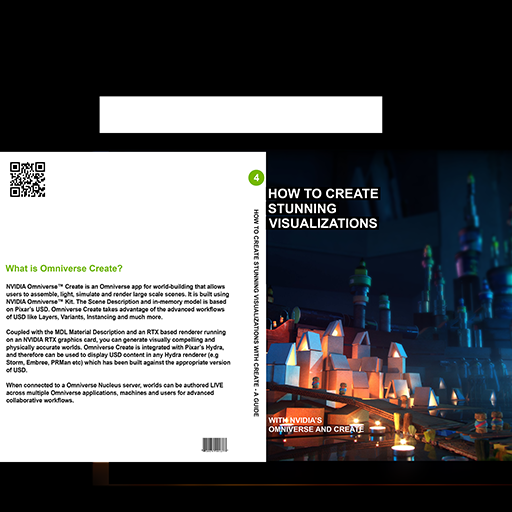 What is Omniverse Create?
NVIDIA Omniverse™ Create is an Omniverse app for world-building that allows
users to assemble, light, simulate and render large scale scenes. It is built using
NVIDIA Omniverse™ Kit. The Scene Description and in-memory model is based
on Pixar's USD. Omniverse Create takes advantage of the advanced workflows
of USD like Layers, Variants, Instancing and much more.
Coupled with the MDL Material Description and an RTX based renderer running
on an NVIDIA RTX graphics card, you can generate visually compelling and
physically accurate worlds. Omniverse Create is integrated with Pixar's Hydra,
and therefore can be used to display USD content in any Hydra renderer (e.g
Storm, Embree, PRMan etc) which has been built against the appropriate version
of USD.
When connected to a Omniverse Nucleus server, worlds can be authored LIVE
across multiple Omniverse applications, machines and users for advanced
collaborative workflows.
4
HOW TO CREATE STUNNING VISUALIZATIONS WITH CREATE - A GUIDE
HOW TO CREATE
STUNNING
VISUALIZATIONS
WITH NVIDIA'S
OMNIVERSE AND CREATE